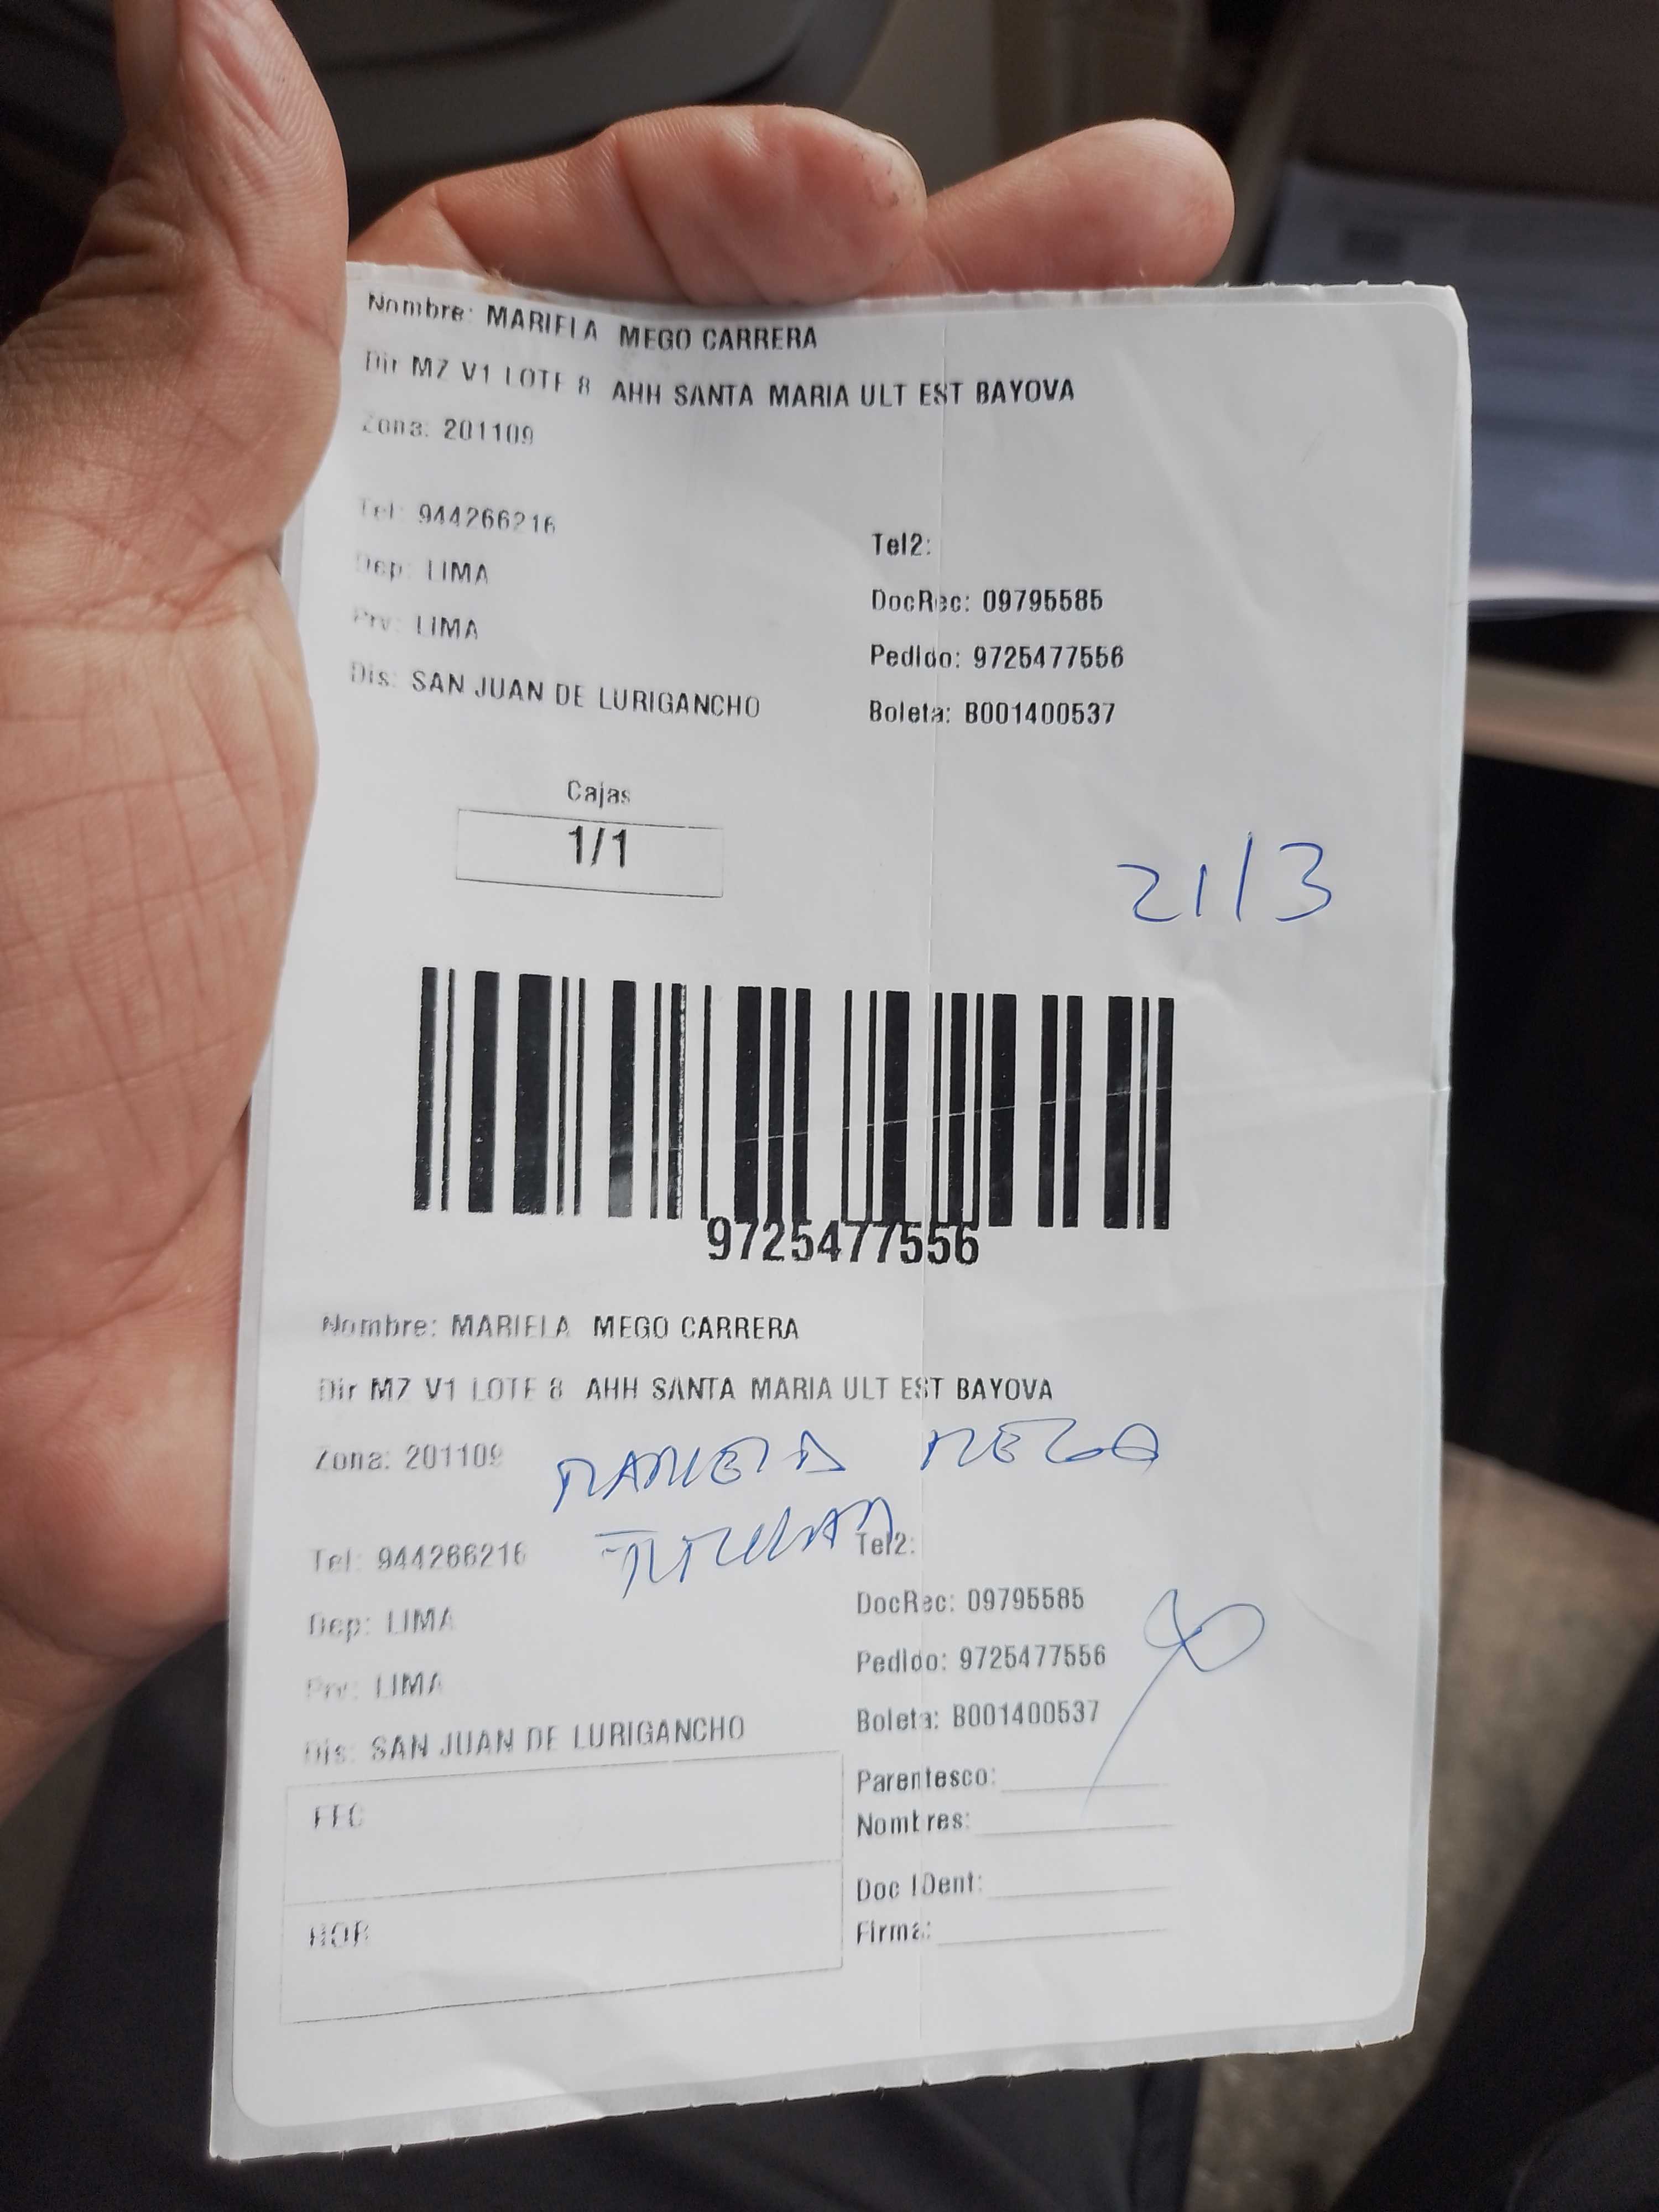 Nombre: MARIELA MEGO CARRERA
Dir MZ V1 LOTE 8 AHH SANTA MARIA ULT EST BAYOVA
Zona: 201109
Tel: 944266216
Tel2:
Dep: LIMA
DocRec: 09795585
Prv: LIMA
Pedido: 9725477556
Dis: SAN JUAN DE LURIGANCHO
Boleta: B001400537
Cajas
1/1
21/3
9725477556
Nombre: MARIELA MEGO CARRERA
Dir MZ V1 LOTE 8 AHH SANTA MARIA ULT EST BAYOVA
Zona: 201109
MARIELA MEGO
TITULAR
Tel: 944266216
Tel2:
Dep: LIMA
DocRec: 09795585
Prv: LIMA
Pedido: 9725477556
Dis: SAN JUAN DE LURIGANCHO
Boleta: B001400537
FEC
Parentesco:
Nombres:
HOR
Doc IDent:
Firma: